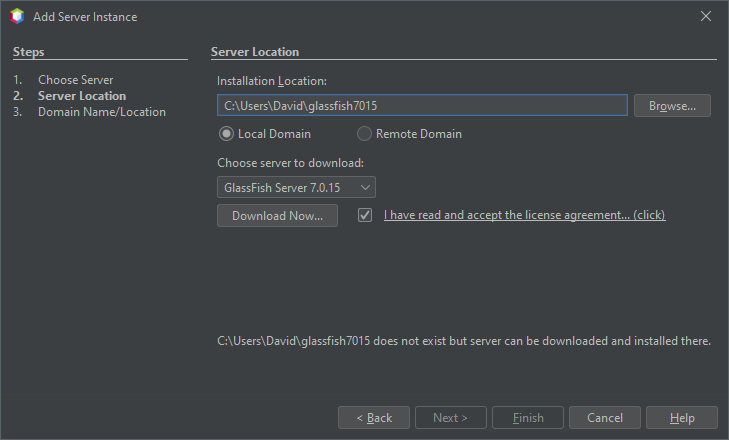 Add Server Instance
Steps
1. Choose Server
2. Server Location
3. Domain Name/Location
Server Location
Installation Location:
C:\Users\David\glassfish7015
Browse...
Local Domain
Remote Domain
Choose server to download:
GlassFish Server 7.0.15
Download Now...
I have read and accept the license agreement... (click)
C:\Users\David\glassfish7015 does not exist but server can be downloaded and installed there.
< Back
Next >
Finish
Cancel
Help